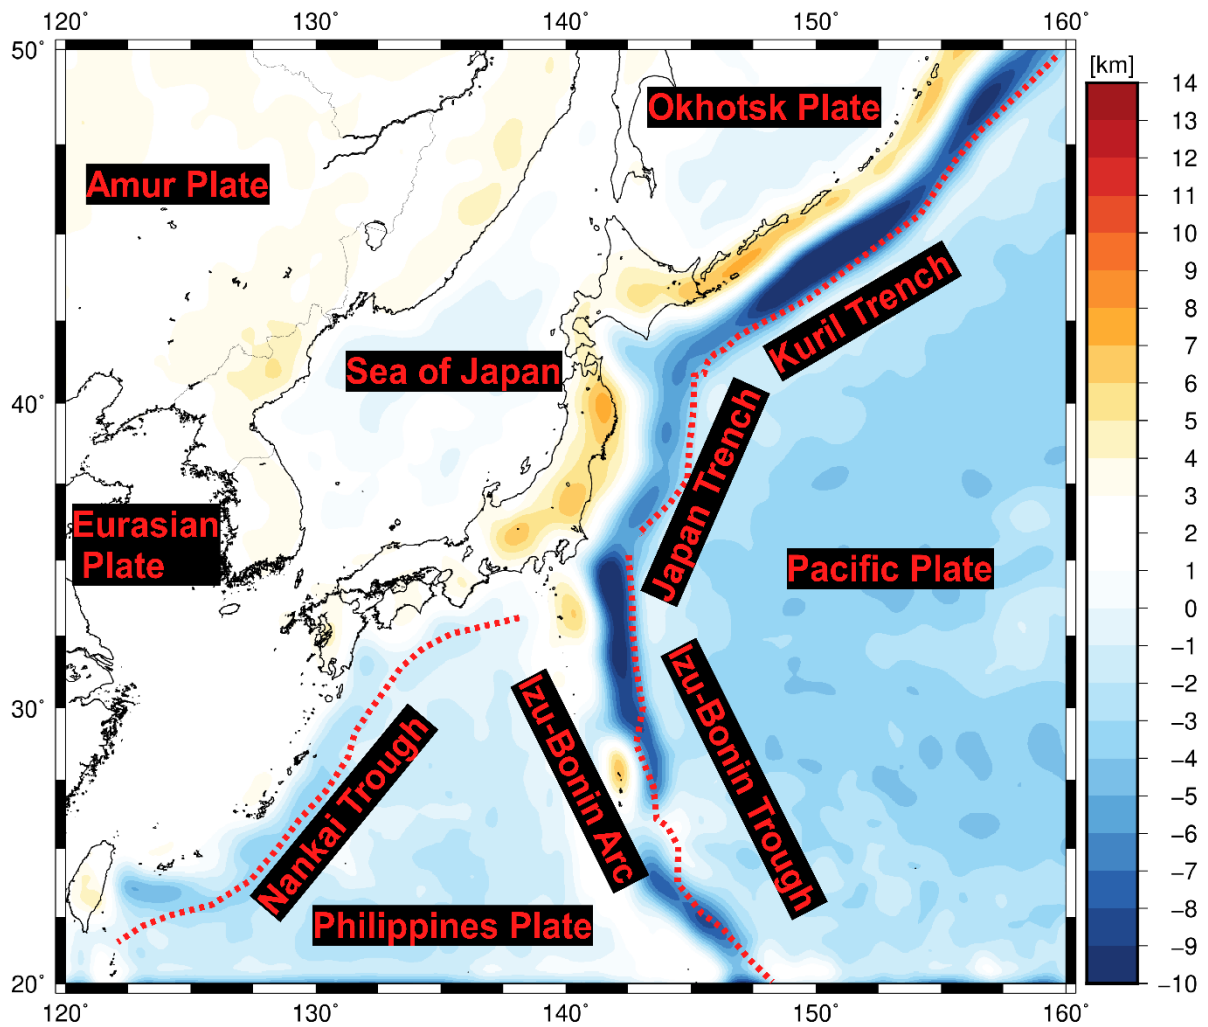 120° 130° 140° 150° 160°
50°
[km]
14
Okhotsk Plate
13
12
Amur Plate
11
10
9
Kuril Trench
8
7
Sea of Japan
6
40°
5
Japan Trench
4
3
Eurasian
Plate
2
Pacific Plate
1
0
−1
Izu-Bonin Arc
Izu-Bonin Trough
−2
30°
Nankai Trough
−3
−4
−5
−6
−7
Philippines Plate
−8
−9
20°
−10
120° 130° 140° 150° 160°